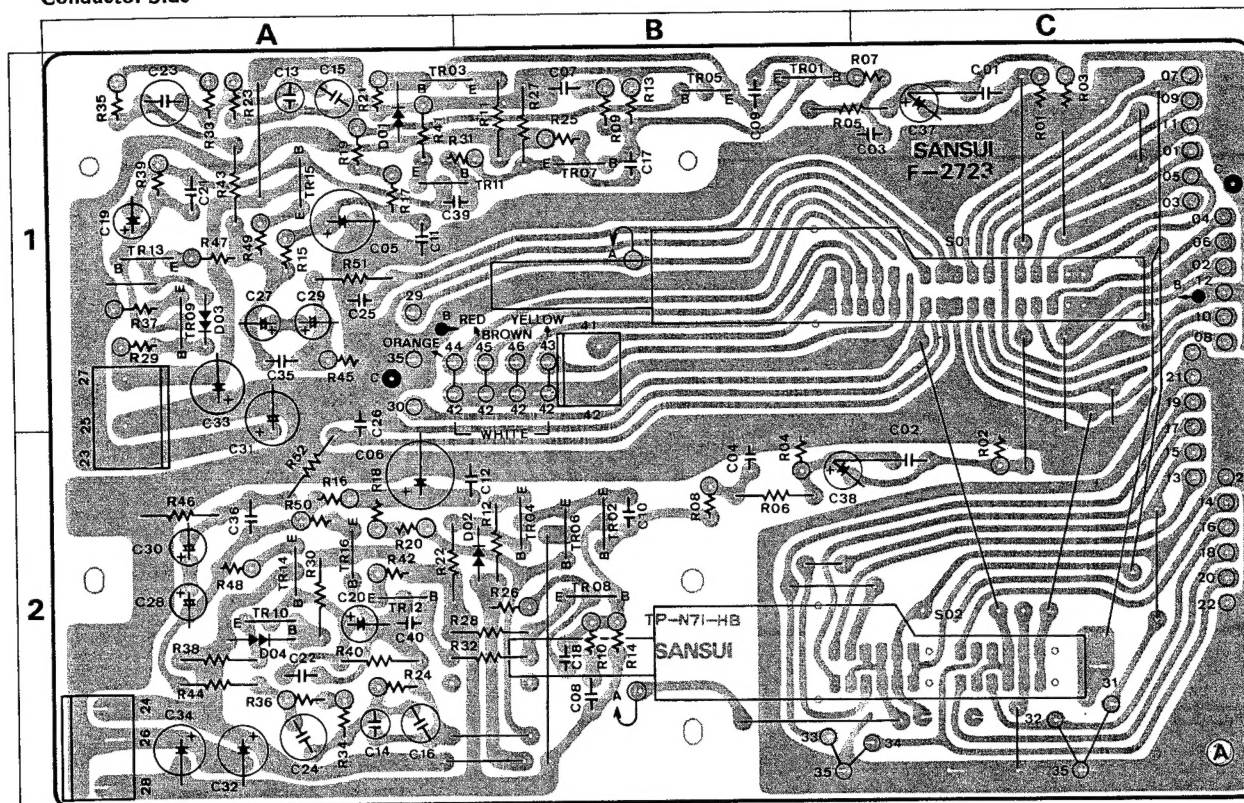 Conductor Side
A B C
1
C23 C13 C15 TR03 E C07 TR05 TR01 B R07 C01 07
R35 R33 R23 R21 D01 R41 R11 R27 R09 R13 B E C09 R05 C37 R01 R03 09
R19 R31 R25 C03 11
SANSUI
F-2723
01
R39 C21 R43 B TR15 E R17 B TR11 E TR07 B C17 05
C39 03
C19 R49 C05 C11 04
TR13 R47 R15 A S01 06
B E R51 02
C25 29 12
R37 TR09 D03 C27 C29 B RED YELLOW B 10
BROWN 41 08
R29 B C35 R45 ORANGE 35 44 45 46 43
27 C 21
C33 30 42 42 42 42 42 19
25 C31 C26 WHITE 17
23 R52 C06 R18 C12 C04 R04 C02 R02 15
2
R46 C36 R16 R50 R08 R06 C38 13
14
C30 E TR14 B R30 E TR16 B R20 R22 D02 R12 E TR04 B E TR06 B E TR02 B C10 16
R48 R42 18
C28 C20 E B R26 TR08 20
TR10 TR12 E B 22
E B D04 C40 R28 TP-N7i-HB S02
R38 R40 R32 C18 R10 R14 SANSUI
R44 C22 R24
24 R36 C08 A 31
C34 R34 32
26 C24 C14 C16 33 34
28 C32 35 35 A